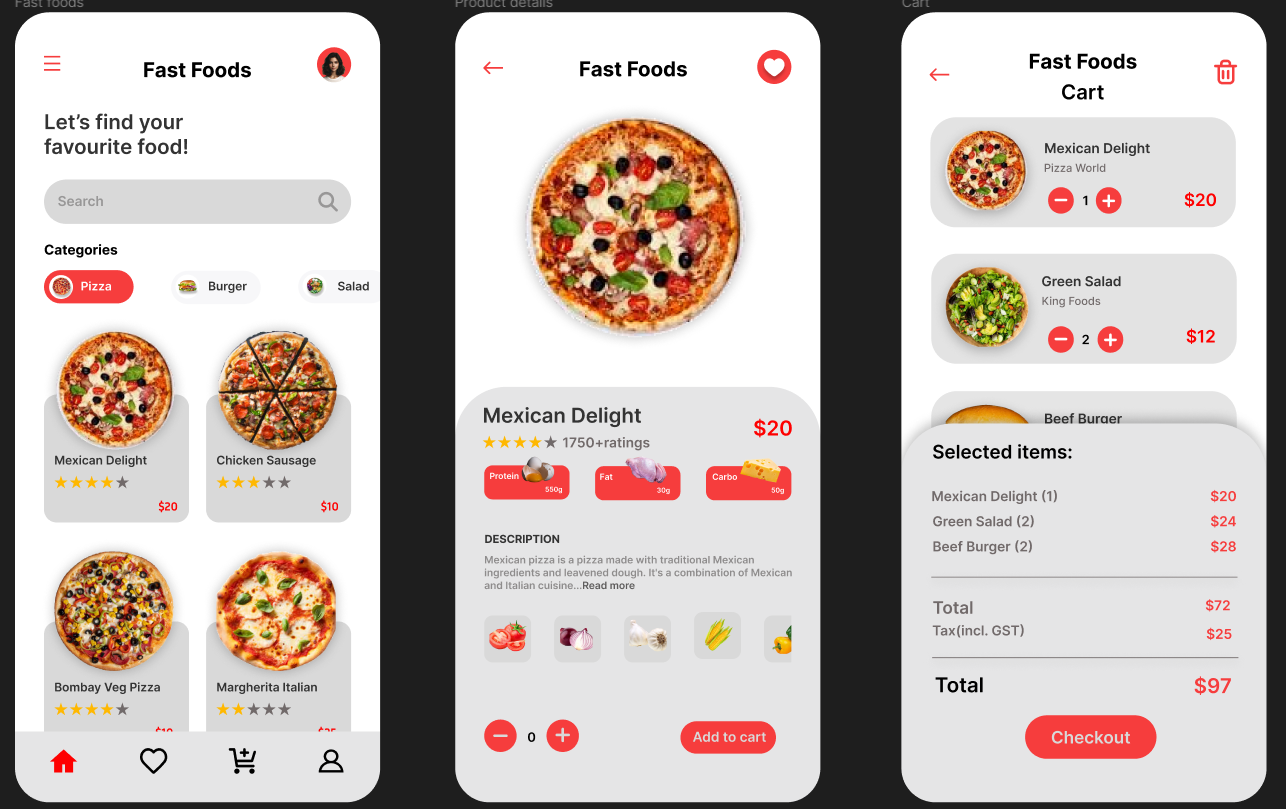 Fast foods
Fast Foods
Let's find your
favourite food!
Search
Categories
Pizza
Burger
Salad
Mexican Delight
$20
Chicken Sausage
$10
Bombay Veg Pizza
Margherita Italian
Product details
Fast Foods
Mexican Delight
$20
1750+ratings
Protein
550g
Fat
30g
Carbo
50g
DESCRIPTION
Mexican pizza is a pizza made with traditional Mexican
ingredients and leavened dough. It's a combination of Mexican
and Italian cuisine...Read more
0
Add to cart
Cart
Fast Foods
Cart
Mexican Delight
Pizza World
1
$20
Green Salad
King Foods
2
$12
Beef Burger
Selected items:
Mexican Delight (1) $20
Green Salad (2) $24
Beef Burger (2) $28
Total $72
Tax(incl. GST) $25
Total $97
Checkout